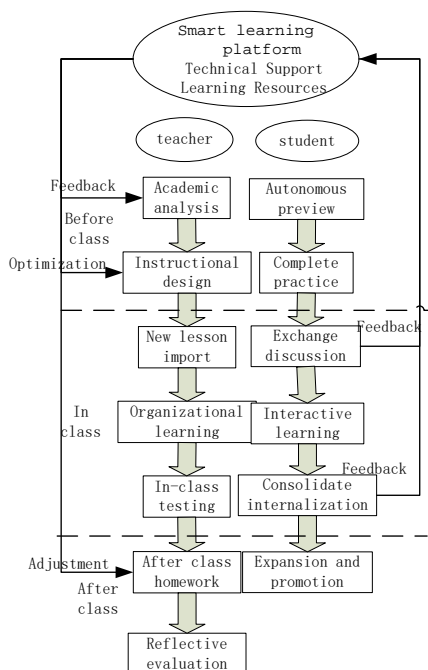 Smart learning
platform
Technical Support
Learning Resources
teacher
student
Feedback
Academic
analysis
Autonomous
preview
Before
class
Optimization
Instructional
design
Complete
practice
New lesson
import
Exchange
discussion
Feedback
In
class
Organizational
learning
Interactive
learning
Feedback
In-class
testing
Consolidate
internalization
Adjustment
After
class
After class
homework
Expansion and
promotion
Reflective
evaluation